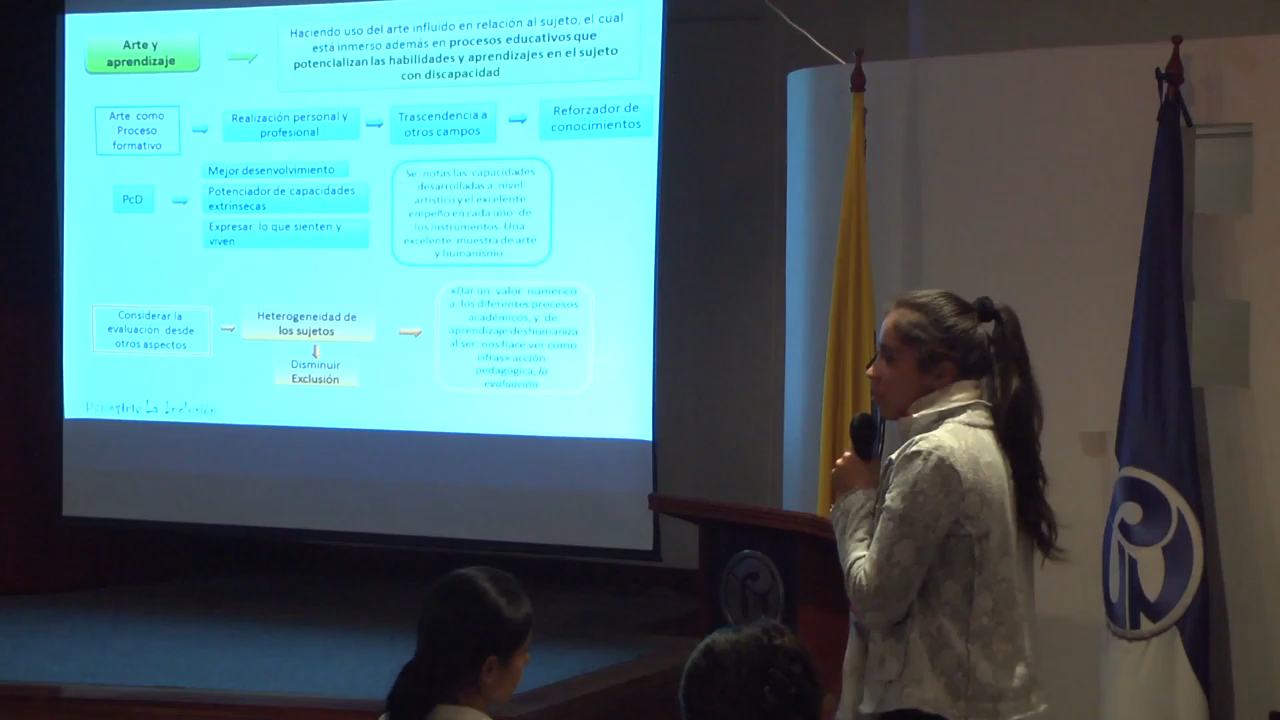 Arte y
aprendizaje
Haciendo uso del arte influido en relación al sujeto, el cual
está inmerso además en procesos educativos que
potencializan las habilidades y aprendizajes en el sujeto
con discapacidad
Arte como
Proceso
formativo
Realización personal y
profesional
Trascendencia a
otros campos
Reforzador de
conocimientos
PcD
Mejor desenvolvimiento
Potenciador de capacidades
extrinsecas
Expresar lo que sienten y
viven
Se notas las capacidades
desarrolladas a nivel
artístico y el excelente
empeño en cada uno de
los instrumentos. Una
excelente muestra de arte
y humanismo
Considerar la
evaluación desde
otros aspectos
Heterogeneidad de
los sujetos
Disminuir
Exclusión
«Dar un valor numérico
a los diferentes procesos
académicos, y de
aprendizaje deshumaniza
al ser, nos hace ver como
cifras» acción
pedagógica, la
evaluación
La Inclusión